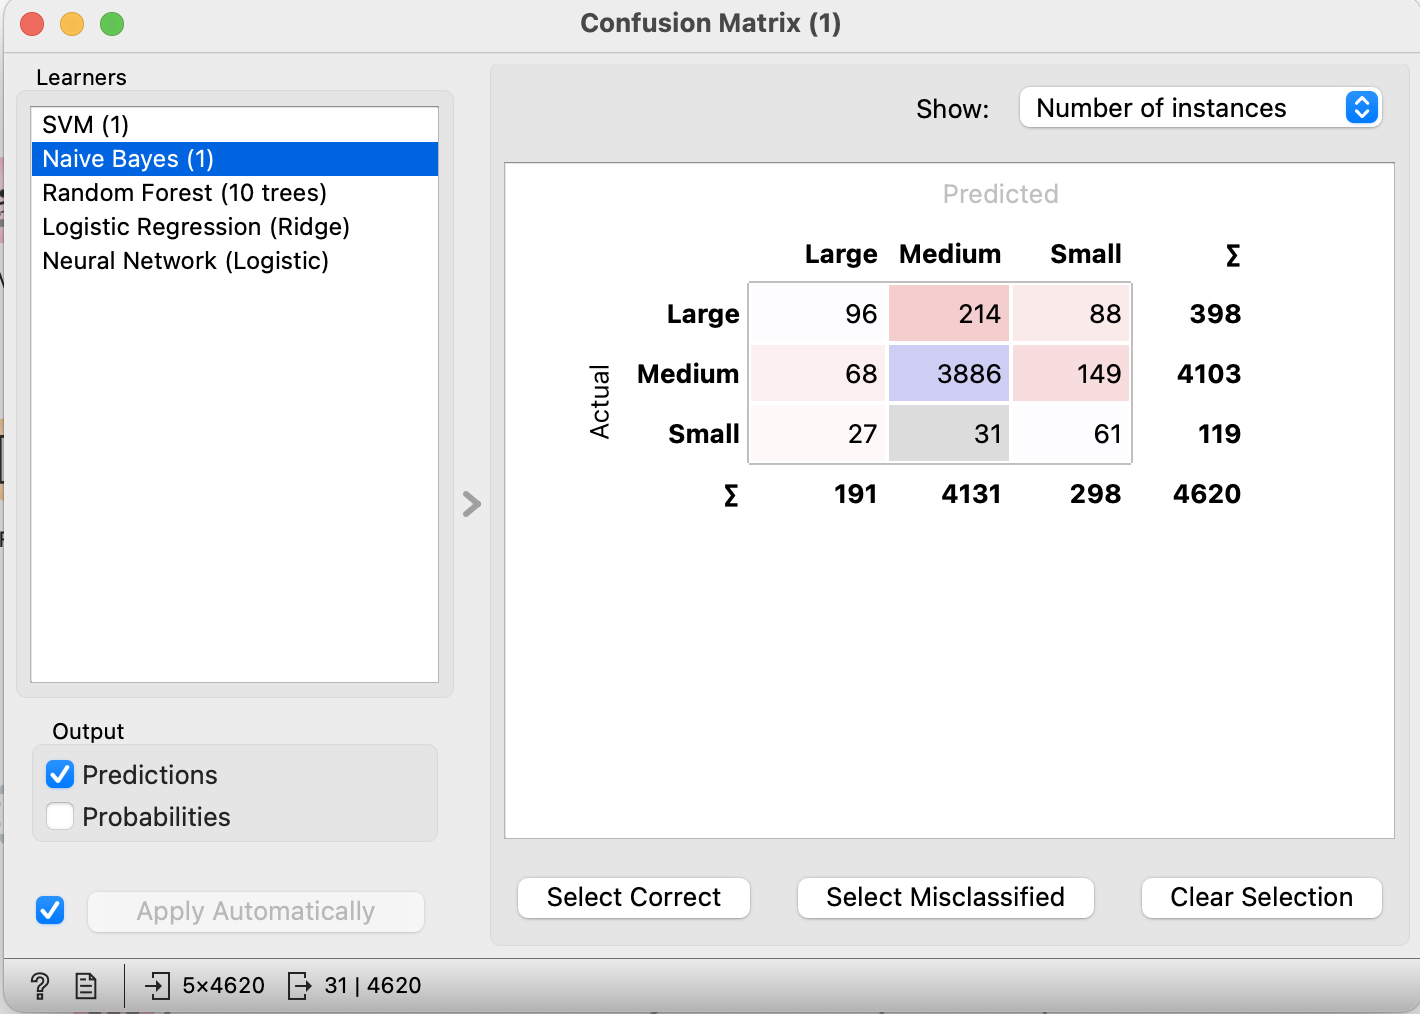 Confusion Matrix (1)
Learners
SVM (1)
Naive Bayes (1)
Random Forest (10 trees)
Logistic Regression (Ridge)
Neural Network (Logistic)
Output
Predictions
Probabilities
Apply Automatically
Show: Number of instances
Predicted
Large Medium Small Σ
Actual
Large 96 214 88 398
Medium 68 3886 149 4103
Small 27 31 61 119
Σ 191 4131 298 4620
Select Correct Select Misclassified Clear Selection
? 5×4620 31 | 4620